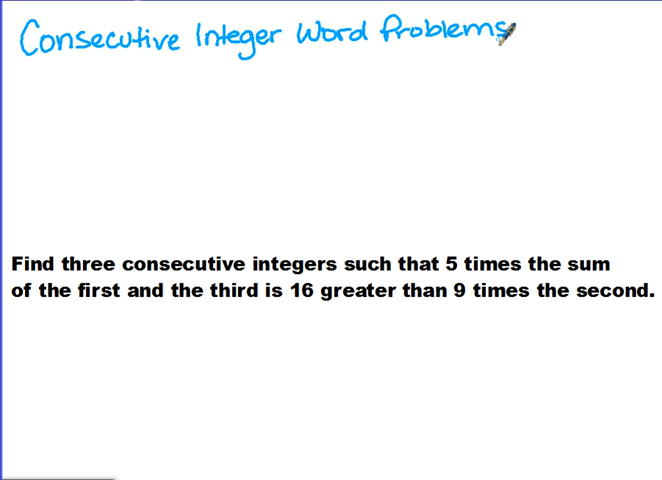 Consecutive Integer Word Problems
Find three consecutive integers such that 5 times the sum
of the first and the third is 16 greater than 9 times the second.